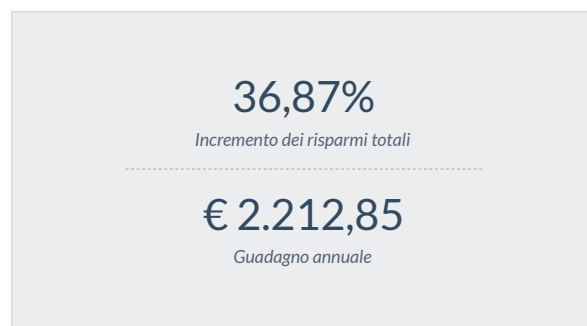 36,87%
Incremento dei risparmi totali
€ 2.212,85
Guadagno annuale